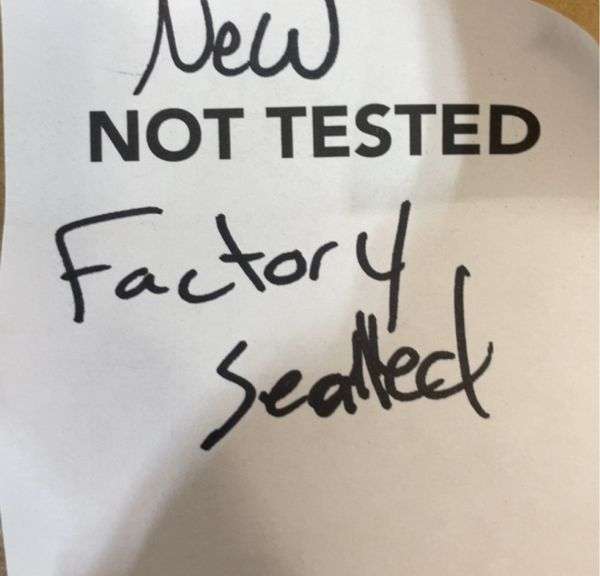 New
NOT TESTED
Factory
sealled